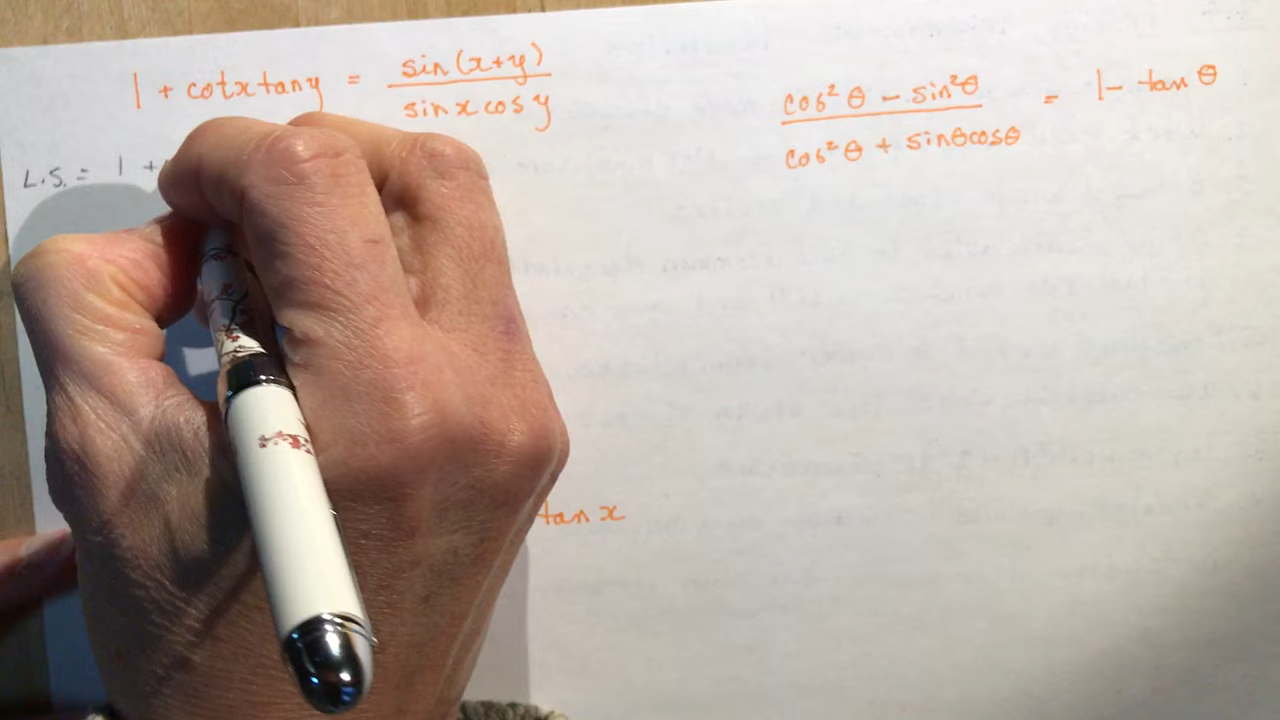 1 + cotx tany = sin(x+y) / sinx cosy
cos²θ - sin²θ / cos²θ + sinθcosθ = 1 - tanθ
L.S. = 1 +
tan x